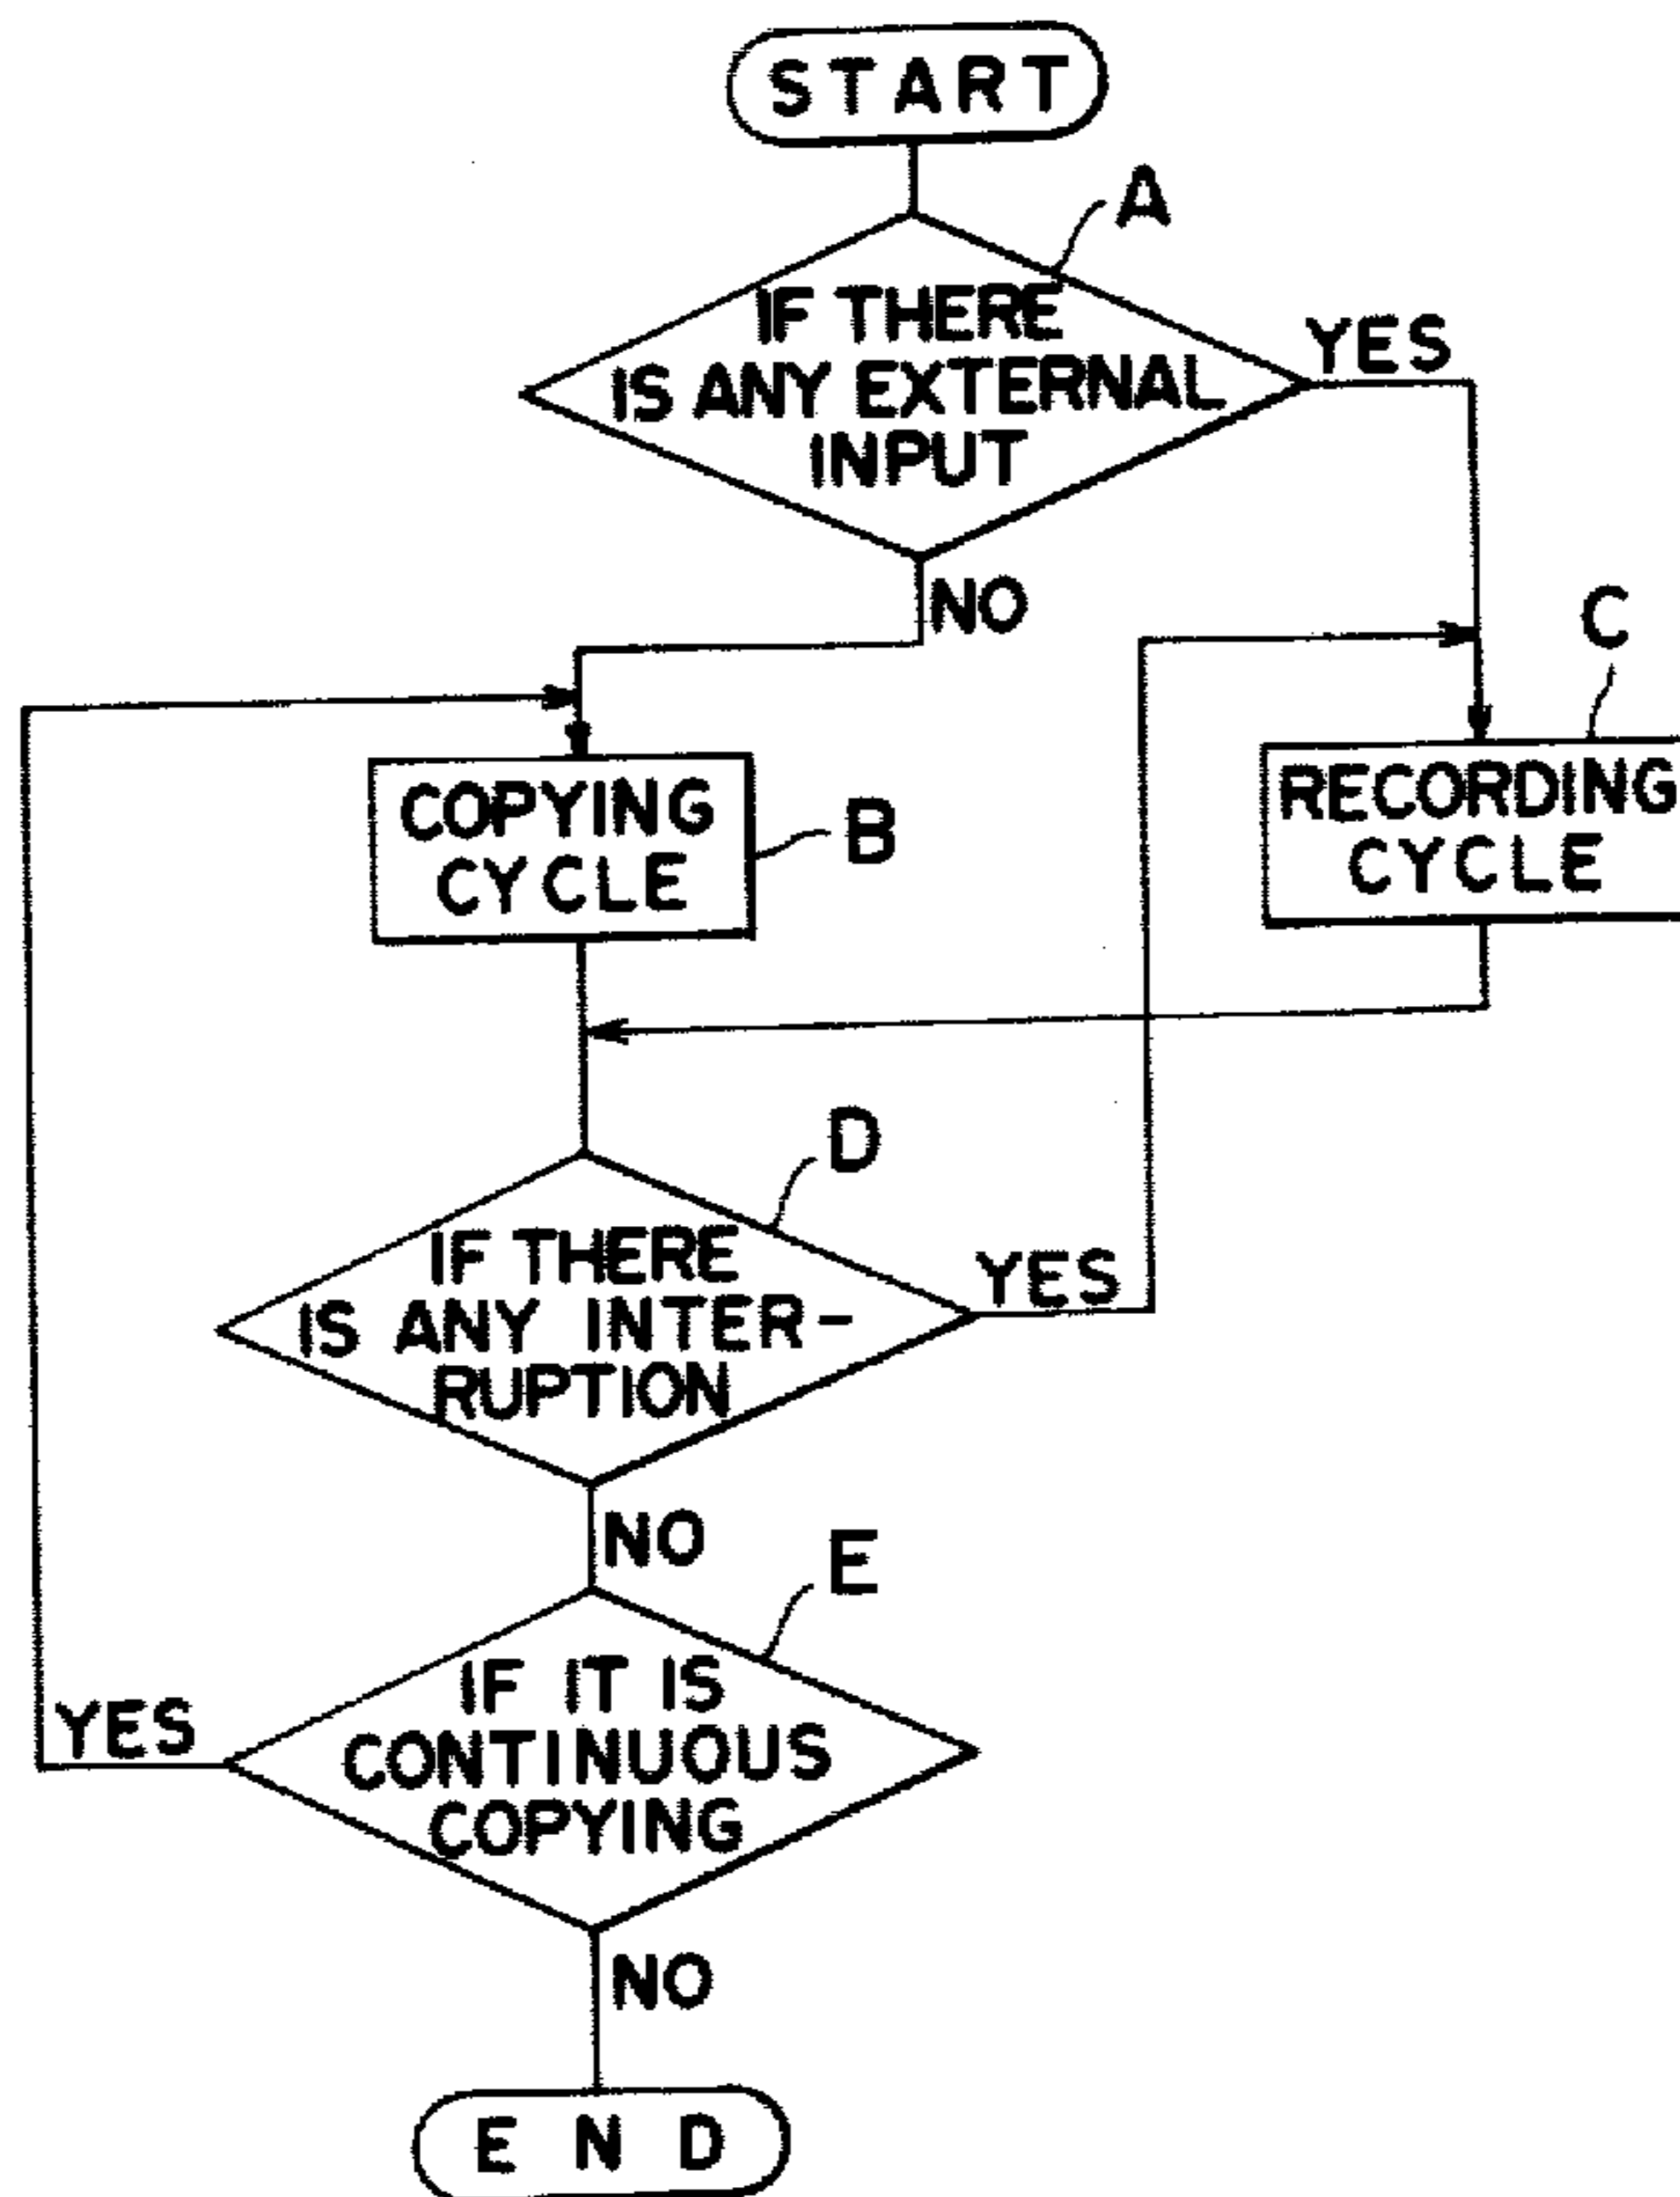 START
A
IF THERE
IS ANY EXTERNAL
INPUT
YES
NO
C
COPYING
CYCLE
B
RECORDING
CYCLE
D
IF THERE
IS ANY INTER-
RUPTION
YES
NO
E
IF IT IS
CONTINUOUS
COPYING
YES
NO
END